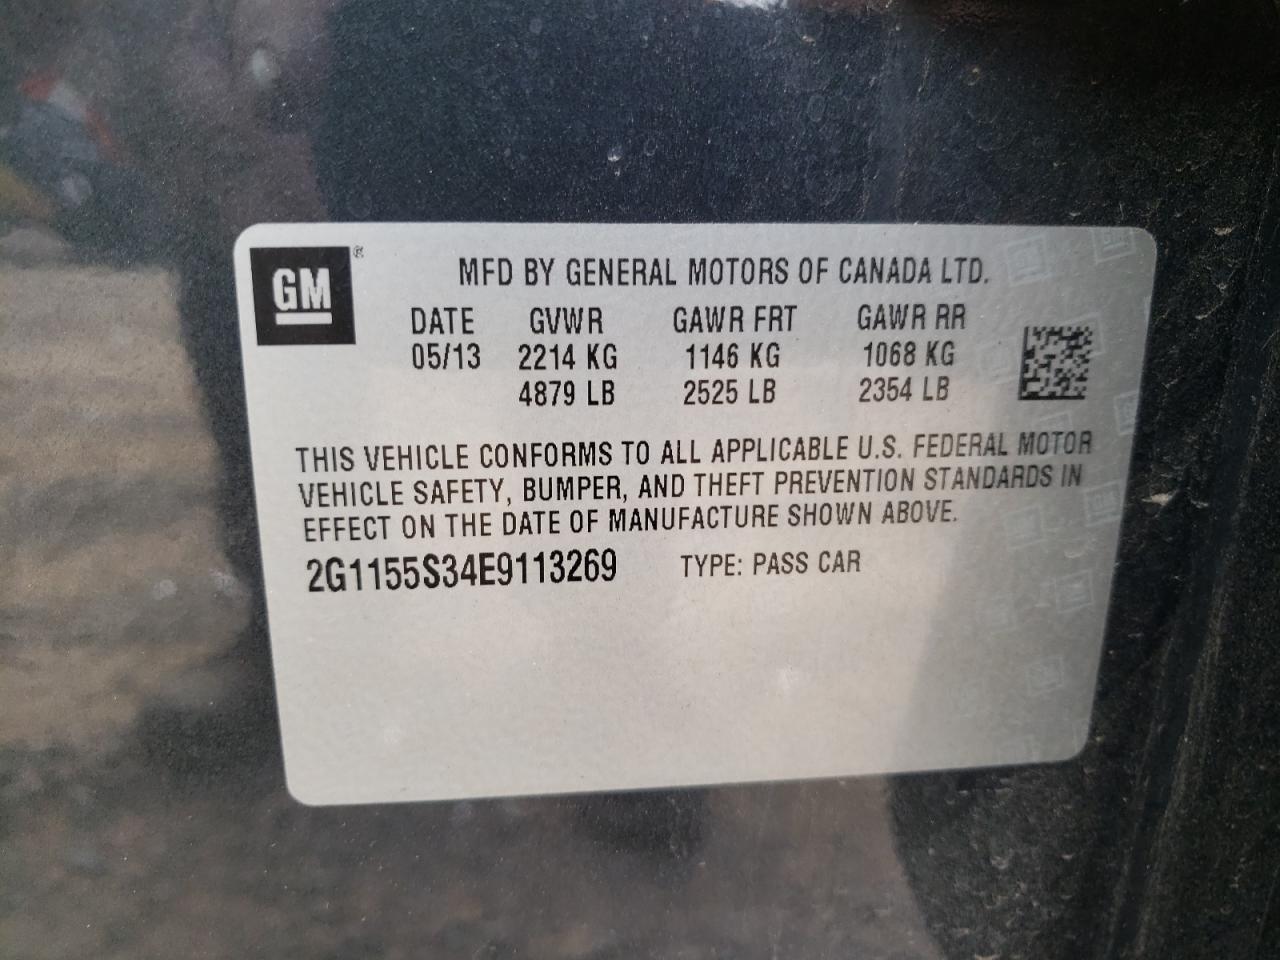 GM ®
MFD BY GENERAL MOTORS OF CANADA LTD.
DATE GVWR GAWR FRT GAWR RR
05/13 2214 KG 1146 KG 1068 KG
4879 LB 2525 LB 2354 LB
THIS VEHICLE CONFORMS TO ALL APPLICABLE U.S. FEDERAL MOTOR
VEHICLE SAFETY, BUMPER, AND THEFT PREVENTION STANDARDS IN
EFFECT ON THE DATE OF MANUFACTURE SHOWN ABOVE.
2G1155S34E9113269 TYPE: PASS CAR